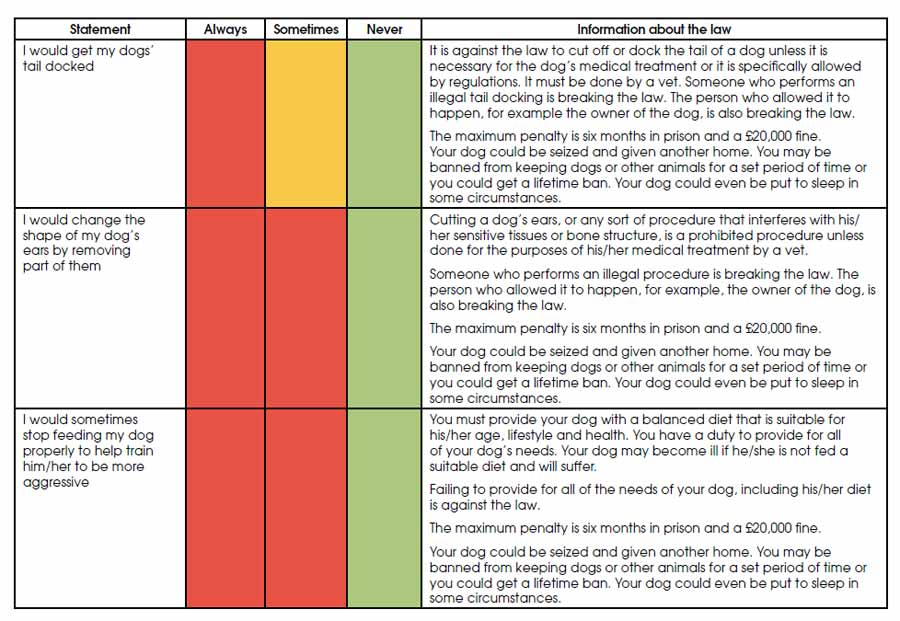 Statement
Always
Sometimes
Never
Information about the law
I would get my dogs'
tail docked
It is against the law to cut off or dock the tail of a dog unless it is
necessary for the dog's medical treatment or it is specifically allowed
by regulations. It must be done by a vet. Someone who performs an
illegal tail docking is breaking the law. The person who allowed it to
happen, for example the owner of the dog, is also breaking the law.
The maximum penalty is six months in prison and a £20,000 fine.
Your dog could be seized and given another home. You may be
banned from keeping dogs or other animals for a set period of time or
you could get a lifetime ban. Your dog could even be put to sleep in
some circumstances.
I would change the
shape of my dog's
ears by removing
part of them
Cutting a dog's ears, or any sort of procedure that interferes with his/
her sensitive tissues or bone structure, is a prohibited procedure unless
done for the purposes of his/her medical treatment by a vet.
Someone who performs an illegal procedure is breaking the law. The
person who allowed it to happen, for example, the owner of the dog, is
also breaking the law.
The maximum penalty is six months in prison and a £20,000 fine.
Your dog could be seized and given another home. You may be
banned from keeping dogs or other animals for a set period of time or
you could get a lifetime ban. Your dog could even be put to sleep in
some circumstances.
I would sometimes
stop feeding my dog
properly to help train
him/her to be more
aggressive
You must provide your dog with a balanced diet that is suitable for
his/her age, lifestyle and health. You have a duty to provide for all
of your dog's needs. Your dog may become ill if he/she is not fed a
suitable diet and will suffer.
Failing to provide for all of the needs of your dog, including his/her diet
is against the law.
The maximum penalty is six months in prison and a £20,000 fine.
Your dog could be seized and given another home. You may be
banned from keeping dogs or other animals for a set period of time or
you could get a lifetime ban. Your dog could even be put to sleep in
some circumstances.